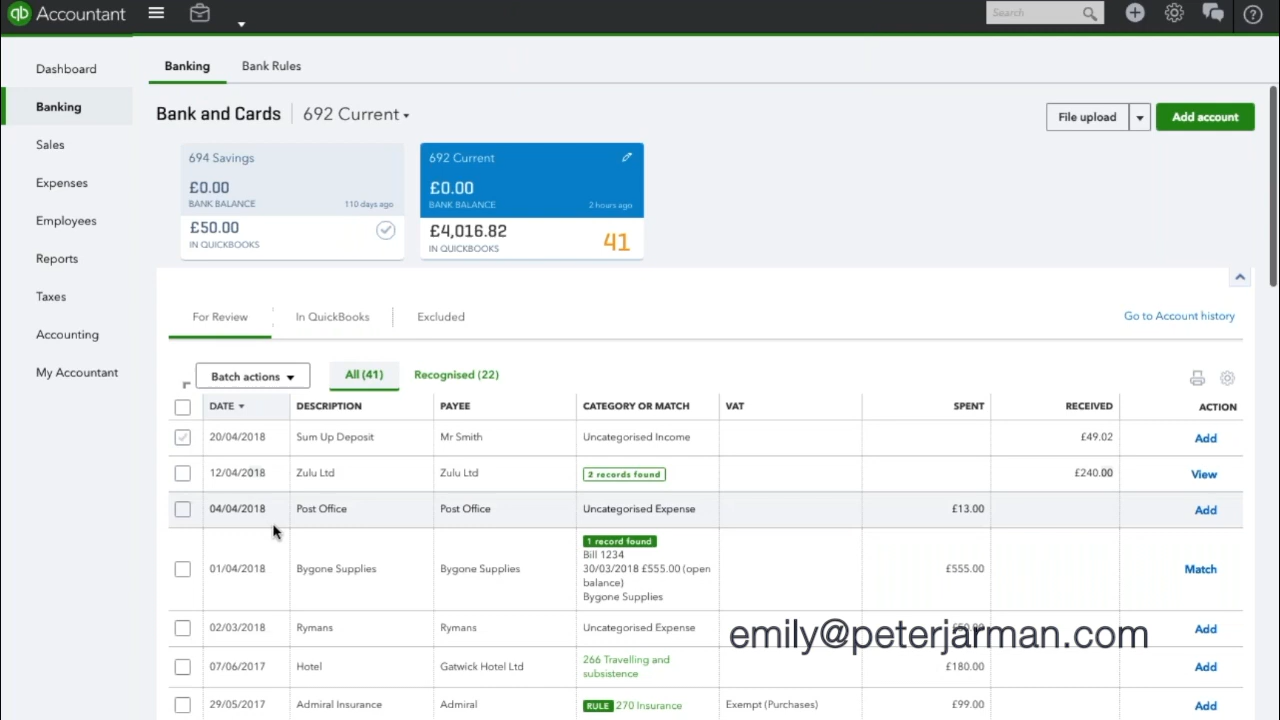 qb Accountant
Search
Dashboard
Banking
Sales
Expenses
Employees
Reports
Taxes
Accounting
My Accountant
Banking Bank Rules
Bank and Cards 692 Current
File upload Add account
694 Savings
£0.00
BANK BALANCE 110 days ago
£50.00
IN QUICKBOOKS
692 Current
£0.00
BANK BALANCE 2 hours ago
£4,016.82
IN QUICKBOOKS
41
For Review In QuickBooks Excluded
Go to Account history
Batch actions All (41) Recognised (22)
DATE DESCRIPTION PAYEE CATEGORY OR MATCH VAT SPENT RECEIVED ACTION
20/04/2018 Sum Up Deposit Mr Smith Uncategorised Income £49.02 Add
12/04/2018 Zulu Ltd Zulu Ltd 2 records found £240.00 View
04/04/2018 Post Office Post Office Uncategorised Expense £13.00 Add
01/04/2018 Bygone Supplies Bygone Supplies 1 record found
Bill 1234
30/03/2018 £555.00 (open
balance)
Bygone Supplies
£555.00 Match
02/03/2018 Rymans Rymans Uncategorised Expense Add
emily@peterjarman.com
07/06/2017 Hotel Gatwick Hotel Ltd 266 Travelling and
subsistence
£180.00 Add
29/05/2017 Admiral Insurance Admiral RULE 270 Insurance Exempt (Purchases) £99.00 Add